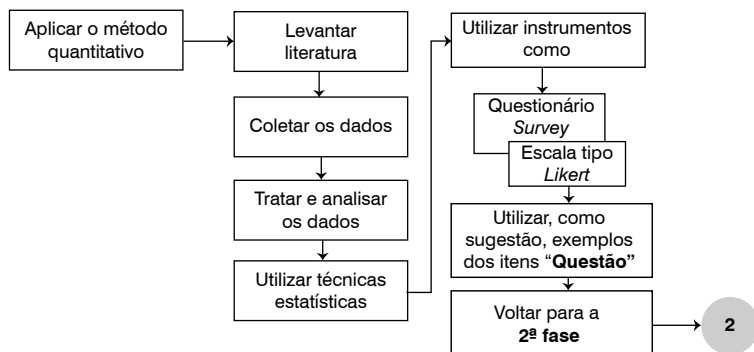 Aplicar o método
quantitativo
Levantar
literatura
Coletar os dados
Tratar e analisar
os dados
Utilizar técnicas
estatísticas
Utilizar instrumentos
como
Questionário
Survey
Escala tipo
Likert
Utilizar, como
sugestão, exemplos
dos itens “Questão”
Voltar para a
2ª fase
2